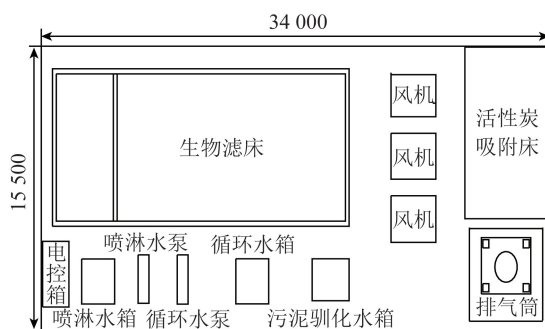 34 000
15 500
生物滤床
风机
风机
风机
活性炭
吸附床
电
控
箱
喷淋水泵
循环水箱
喷淋水箱
循环水泵
污泥驯化水箱
排气筒